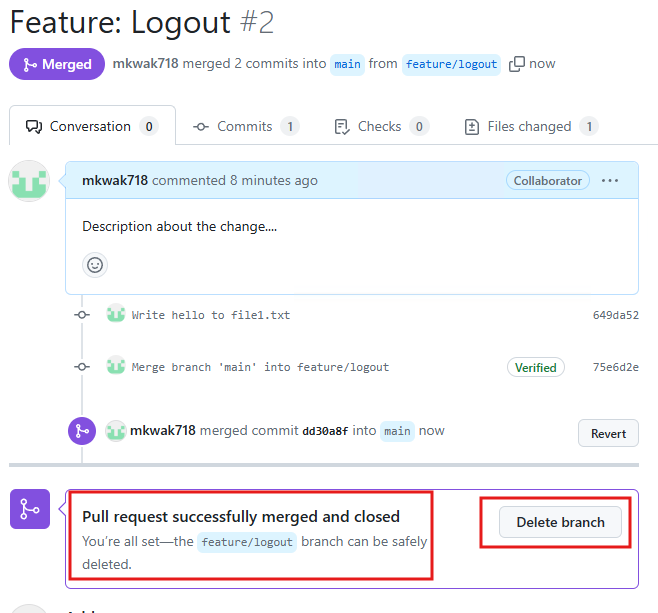 Feature: Logout #2
Merged mkwak718 merged 2 commits into main from feature/logout now
Conversation 0 Commits 1 Checks 0 Files changed 1
mkwak718 commented 8 minutes ago Collaborator ...
Description about the change....
Write hello to file1.txt 649da52
Merge branch 'main' into feature/logout Verified 75e6d2e
mkwak718 merged commit dd30a8f into main now Revert
Pull request successfully merged and closed
Delete branch
You're all set—the feature/logout branch can be safely
deleted.